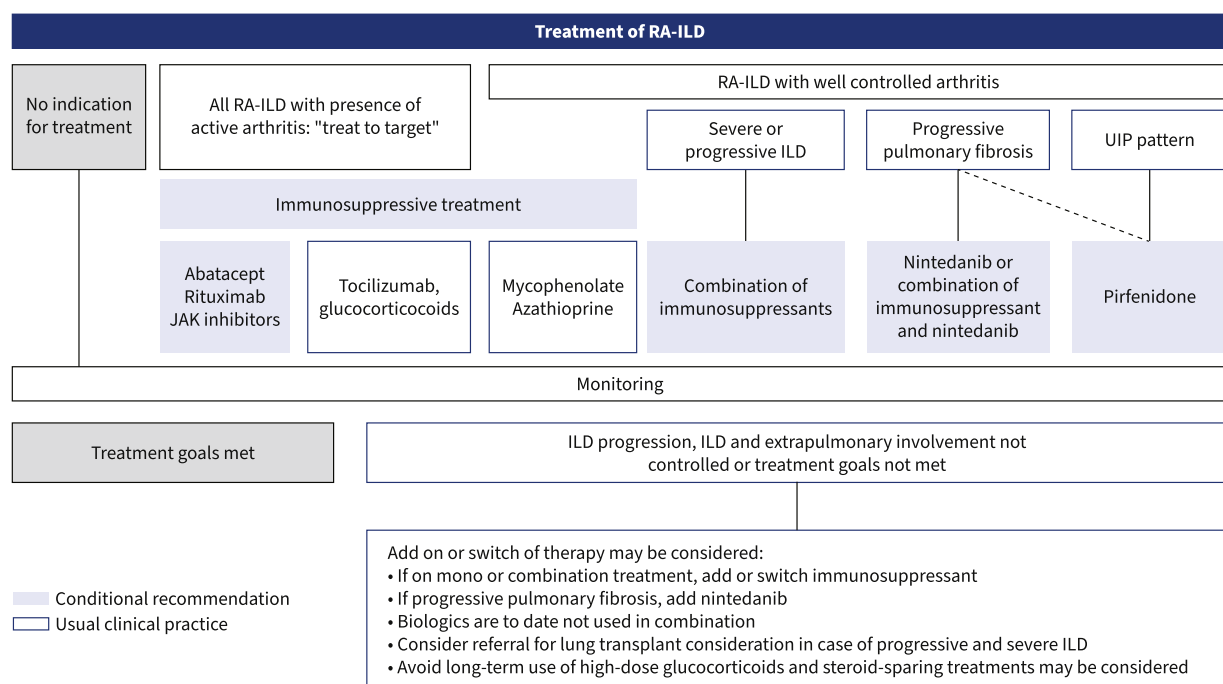 Treatment of RA-ILD
No indication
for treatment
All RA-ILD with presence of
active arthritis: "treat to target"
RA-ILD with well controlled arthritis
Severe or
progressive ILD
Progressive
pulmonary fibrosis
UIP pattern
Immunosuppressive treatment
Abatacept
Rituximab
JAK inhibitors
Tocilizumab,
glucocorticocoids
Mycophenolate
Azathioprine
Combination of
immunosuppressants
Nintedanib or
combination of
immunosuppressant
and nintedanib
Pirfenidone
Monitoring
Treatment goals met
ILD progression, ILD and extrapulmonary involvement not
controlled or treatment goals not met
Add on or switch of therapy may be considered:
• If on mono or combination treatment, add or switch immunosuppressant
• If progressive pulmonary fibrosis, add nintedanib
• Biologics are to date not used in combination
• Consider referral for lung transplant consideration in case of progressive and severe ILD
• Avoid long-term use of high-dose glucocorticoids and steroid-sparing treatments may be considered
Conditional recommendation
Usual clinical practice